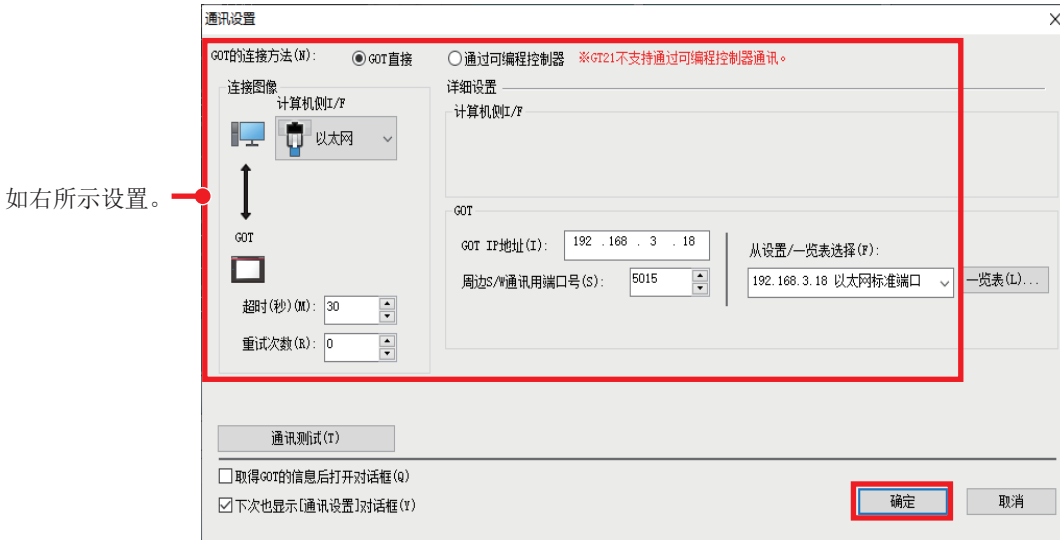 通讯设置
GOT的连接方法(N): GOT直接 通过可编程控制器 ※GT21不支持通过可编程控制器通讯。
连接图像
计算机侧I/F
以太网
GOT
超时(秒)(M): 30
重试次数(R): 0
详细设置
计算机侧I/F
GOT
GOT IP地址(I): 192 .168 . 3 . 18
周边S/W通讯用端口号(S): 5015
从设置/一览表选择(F):
192.168.3.18 以太网标准端口 一览表(L)...
如右所示设置。
通讯测试(T)
取得GOT的信息后打开对话框(Q)
下次也显示[通讯设置]对话框(Y)
确定 取消